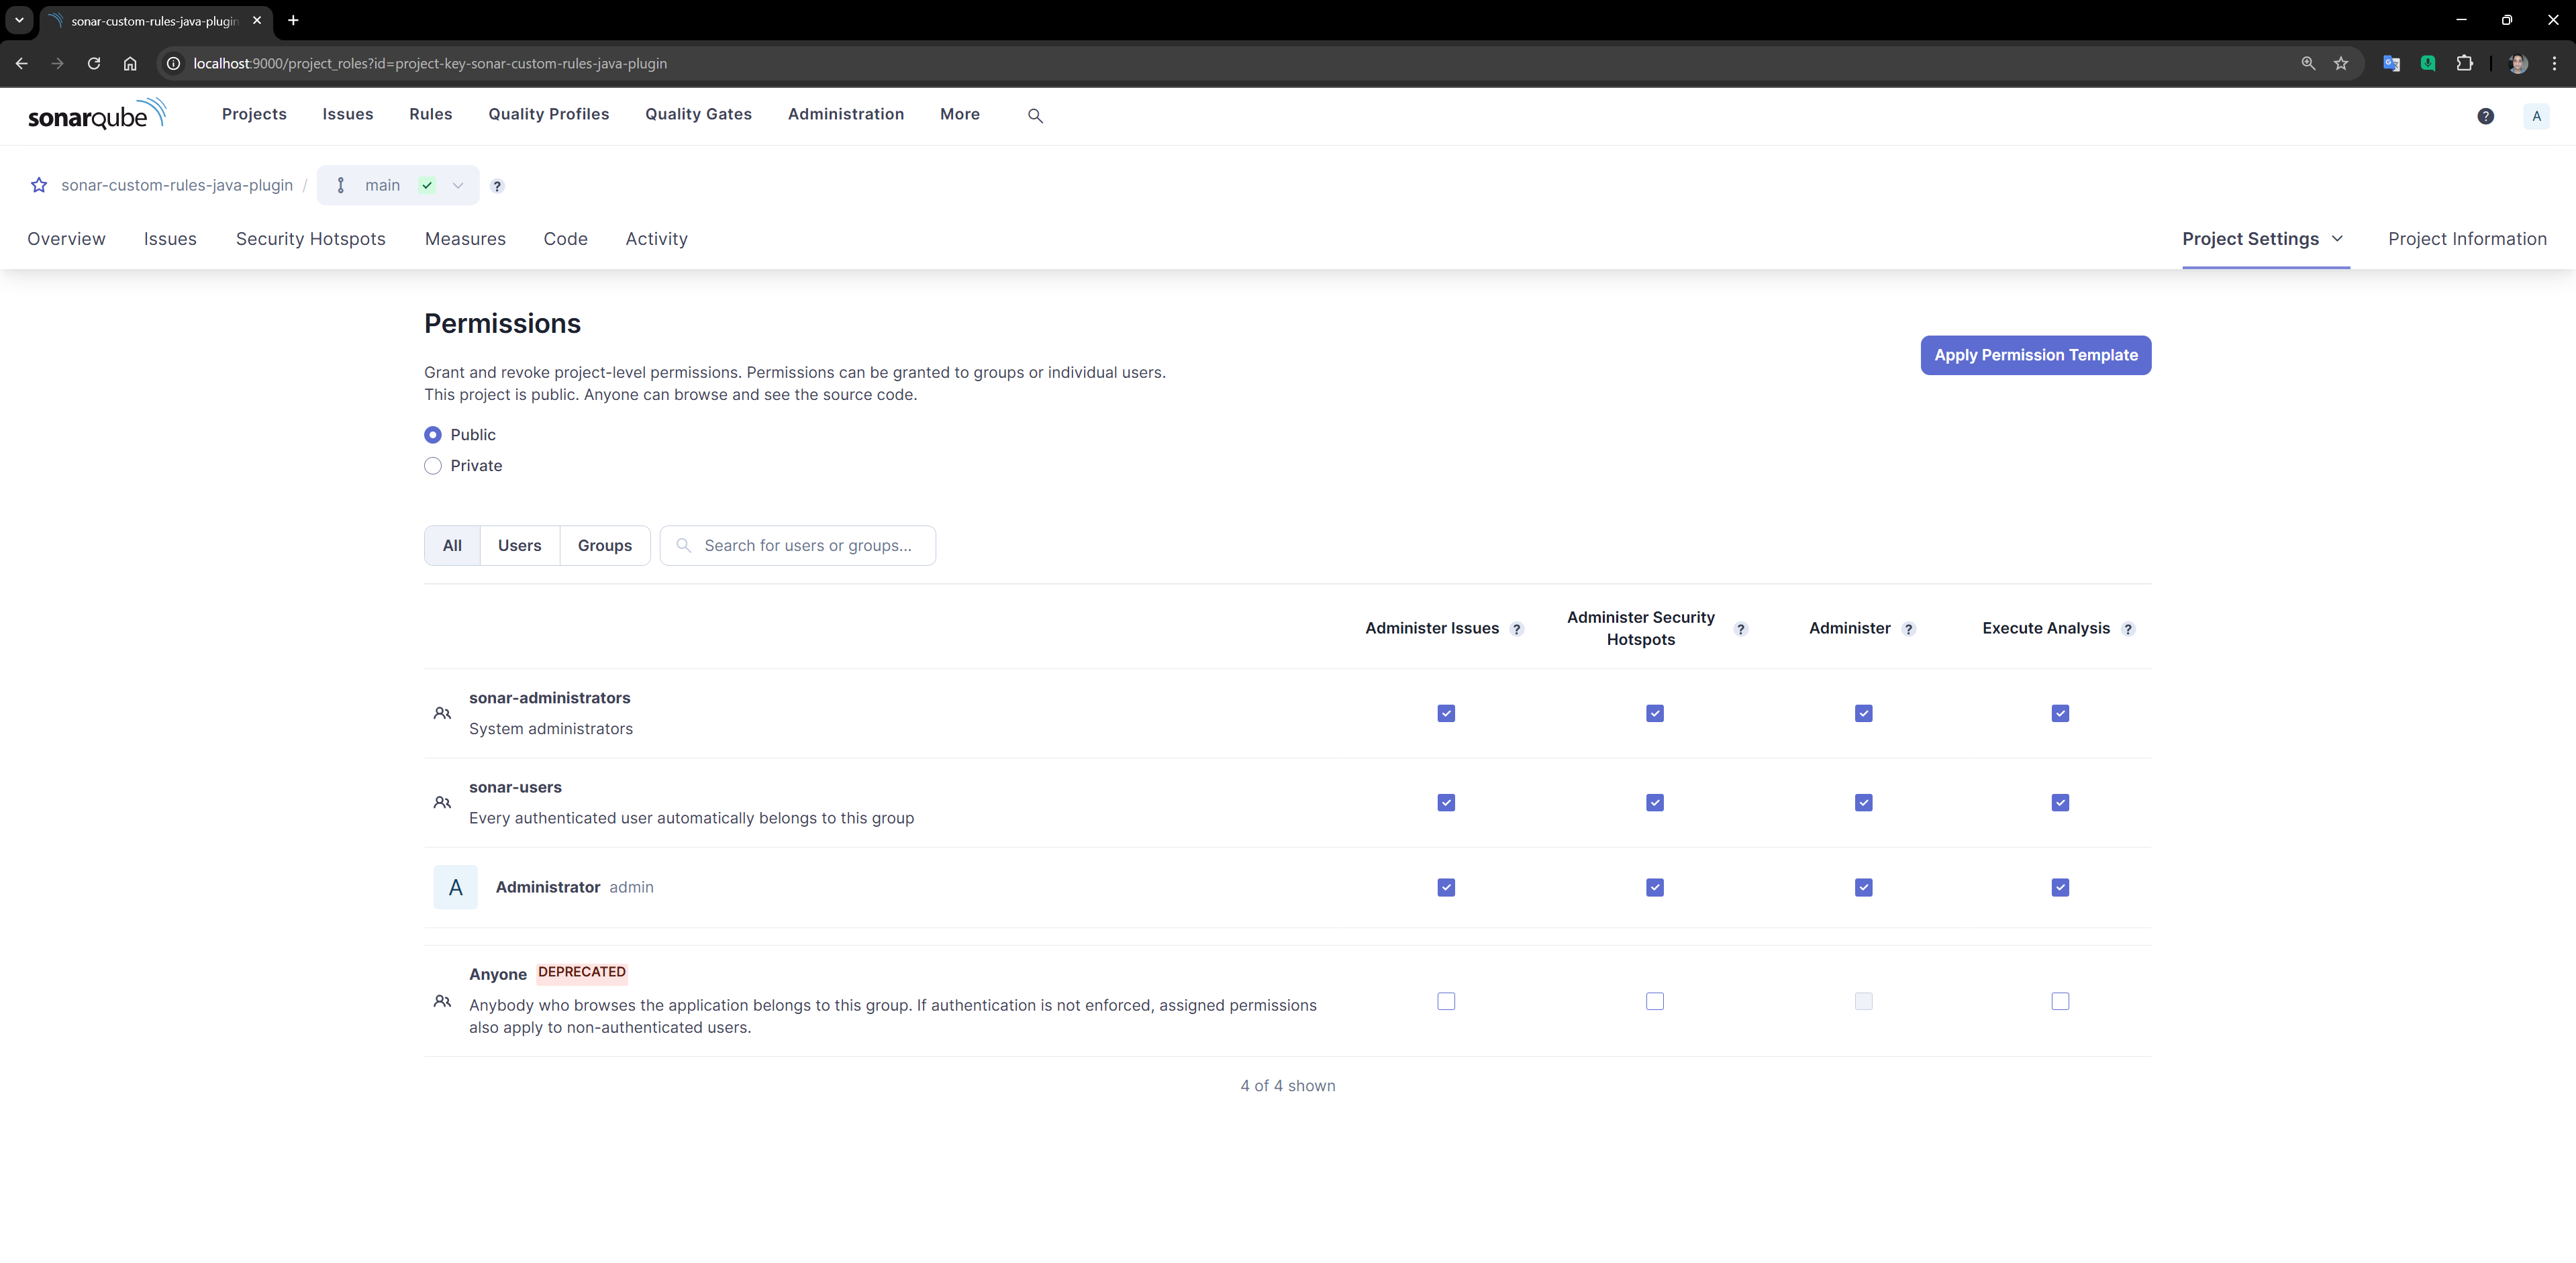 sonar-custom-rules-java-plugin
localhost:9000/project_roles?id=project-key-sonar-custom-rules-java-plugin
sonarqube Projects Issues Rules Quality Profiles Quality Gates Administration More ? A
sonar-custom-rules-java-plugin / main ?
Overview Issues Security Hotspots Measures Code Activity Project Settings Project Information
Permissions
Apply Permission Template
Grant and revoke project-level permissions. Permissions can be granted to groups or individual users.
This project is public. Anyone can browse and see the source code.
Public
Private
All Users Groups Search for users or groups...
Administer Issues ? Administer Security Hotspots ? Administer ? Execute Analysis ?
sonar-administrators
System administrators
sonar-users
Every authenticated user automatically belongs to this group
A Administrator admin
Anyone DEPRECATED
Anybody who browses the application belongs to this group. If authentication is not enforced, assigned permissions
also apply to non-authenticated users.
4 of 4 shown